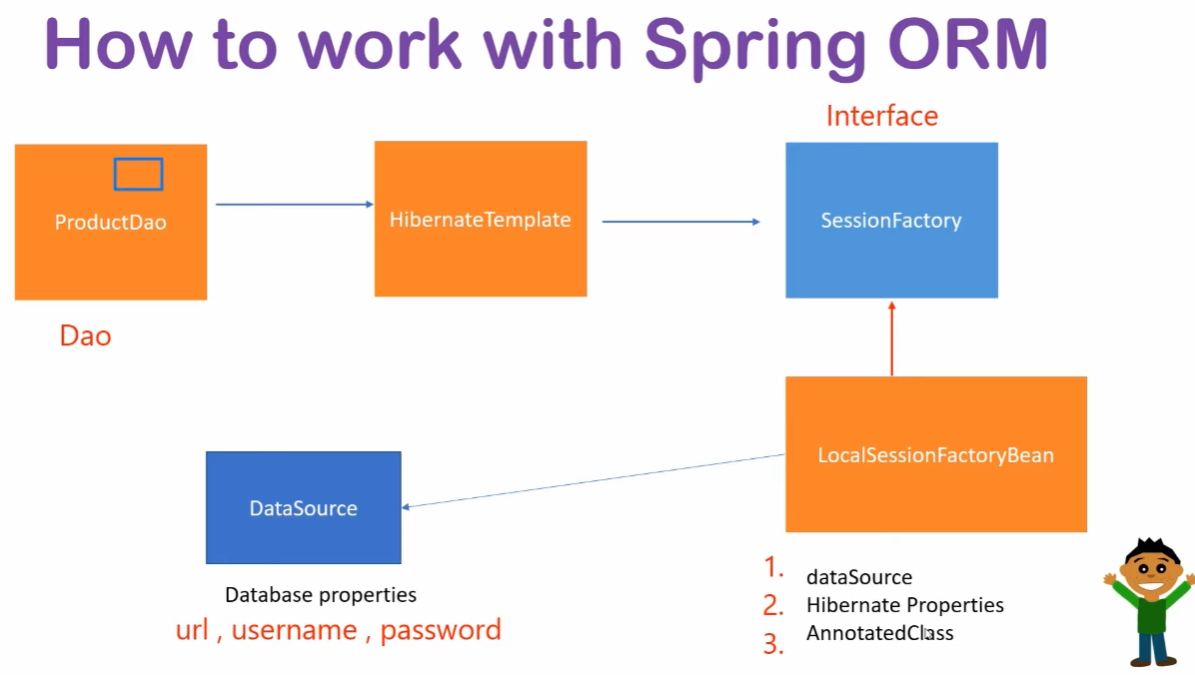 How to work with Spring ORM
Interface
ProductDao
HibernateTemplate
SessionFactory
Dao
LocalSessionFactoryBean
DataSource
Database properties
url , username , password
1. dataSource
2. Hibernate Properties
3. AnnotatedClass